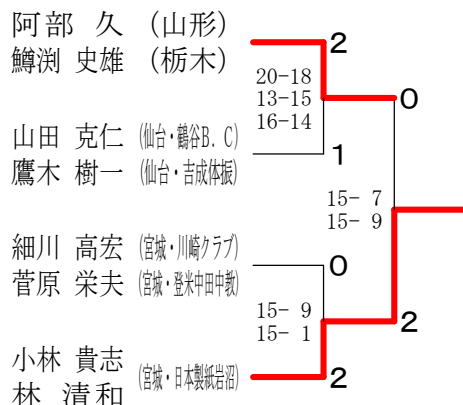 阿部 久 (山形)
鱒渕 史雄 (栃木)
2
20-18
13-15
16-14
0
山田 克仁 (仙台・鶴谷B.C)
鷹木 樹一 (仙台・吉成体振)
1
15- 7
15- 9
細川 高宏 (宮城・川崎クラブ)
菅原 栄夫 (宮城・登米中田中教)
0
15- 9
15- 1
2
小林 貴志
(宮城・日本製紙岩沼)
林 清和
2